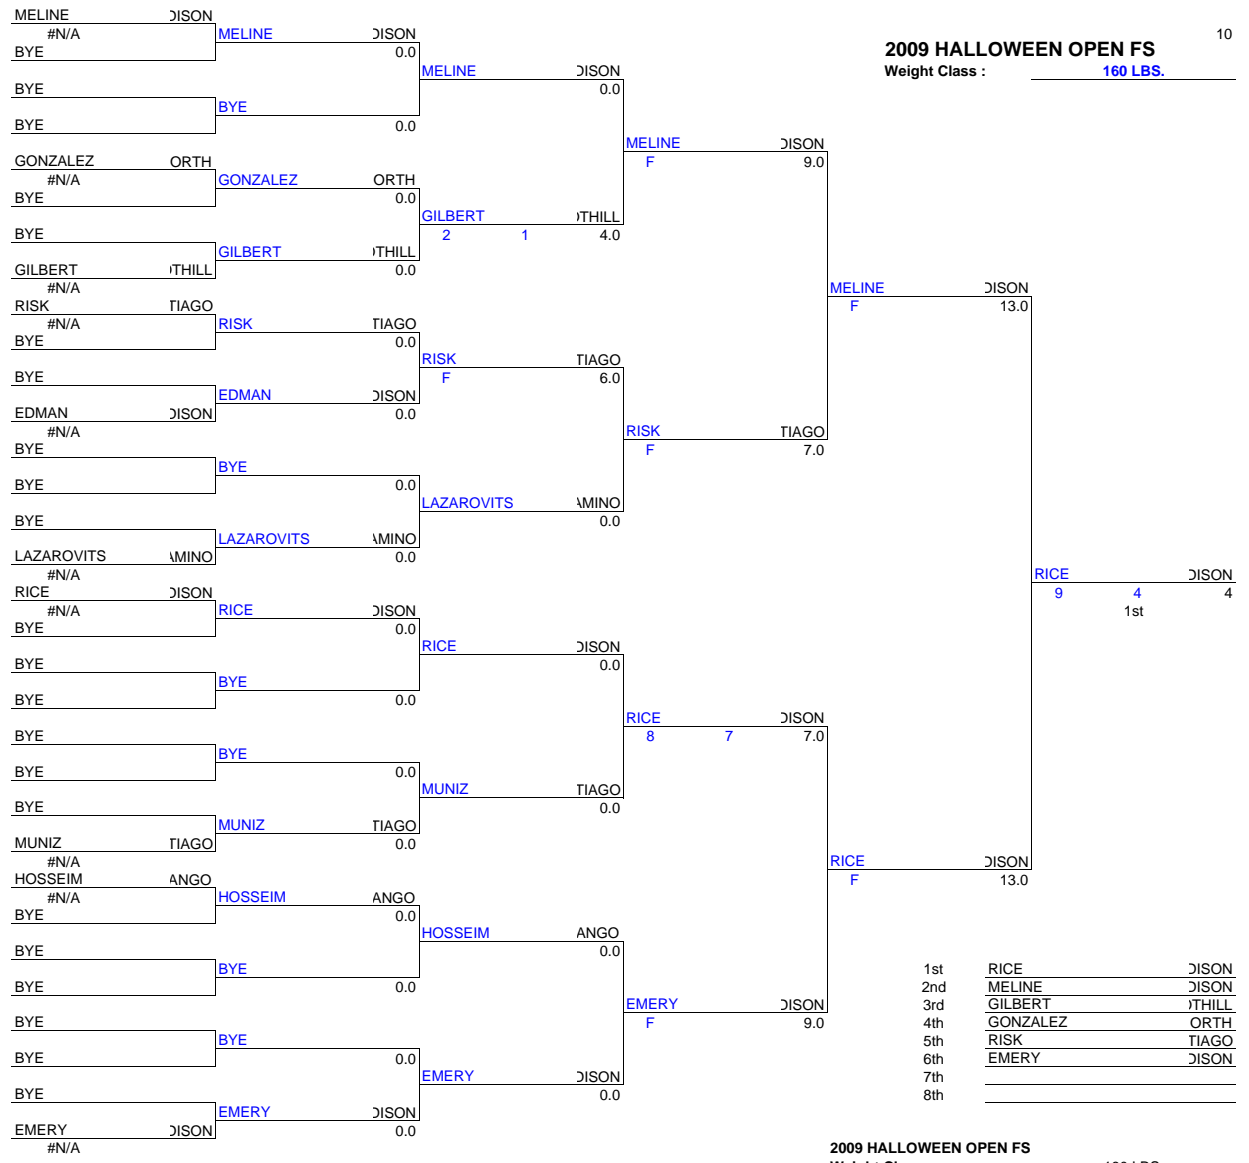 MELINE DISON
#N/A MELINE DISON 10
BYE 0.0 2009 HALLOWEEN OPEN FS
MELINE DISON Weight Class : 160 LBS.
BYE 0.0
BYE
BYE 0.0
MELINE DISON
GONZALEZ ORTH F 9.0
#N/A GONZALEZ ORTH
BYE 0.0
GILBERT OTHILL
BYE 2 1 4.0
GILBERT OTHILL
GILBERT OTHILL 0.0
#N/A MELINE DISON
RISK TIAGO F 13.0
#N/A RISK TIAGO
BYE 0.0
RISK TIAGO
BYE F 6.0
EDMAN DISON
EDMAN DISON 0.0
#N/A RISK TIAGO
BYE F 7.0
BYE
BYE 0.0
LAZAROVITS AMINO
BYE 0.0
LAZAROVITS AMINO
LAZAROVITS AMINO 0.0
#N/A RICE DISON
RICE DISON 9 4 4
#N/A RICE DISON 1st
BYE 0.0
RICE DISON
BYE 0.0
BYE
BYE 0.0
RICE DISON
BYE 8 7 7.0
BYE
BYE 0.0
MUNIZ TIAGO
BYE 0.0
MUNIZ TIAGO
MUNIZ TIAGO 0.0
#N/A RICE DISON
HOSSEIM ANGO F 13.0
#N/A HOSSEIM ANGO
BYE 0.0
HOSSEIM ANGO
BYE 0.0
BYE 1st RICE DISON
BYE 0.0 2nd MELINE DISON
EMERY DISON 3rd GILBERT OTHILL
BYE F 9.0 4th GONZALEZ ORTH
BYE 5th RISK TIAGO
BYE 0.0 6th EMERY DISON
EMERY DISON 7th
BYE 0.0 8th
EMERY DISON
EMERY DISON 0.0
#N/A 2009 HALLOWEEN OPEN FS